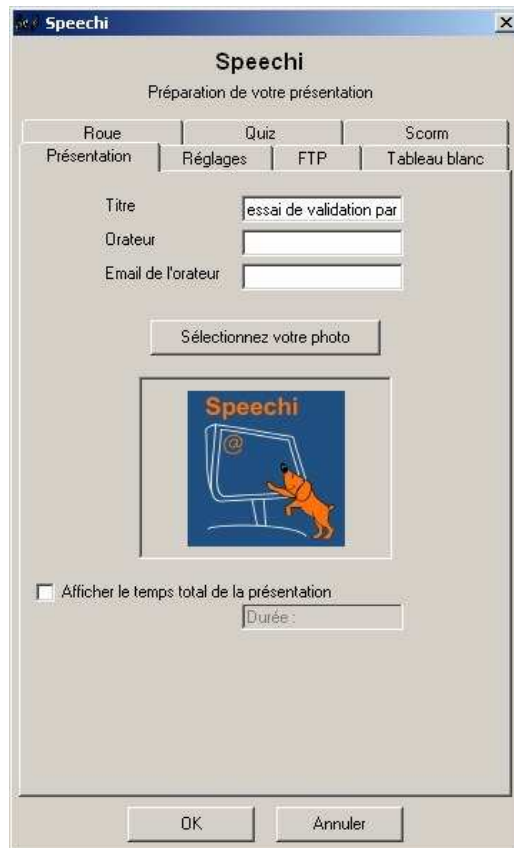 Speechi
Speechi
Préparation de votre présentation
Roue Quiz Scorm
Présentation Réglages FTP Tableau blanc
Titre essai de validation par
Orateur
Email de l'orateur
Sélectionnez votre photo
Speechi
@
Afficher le temps total de la présentation
Durée :
OK Annuler